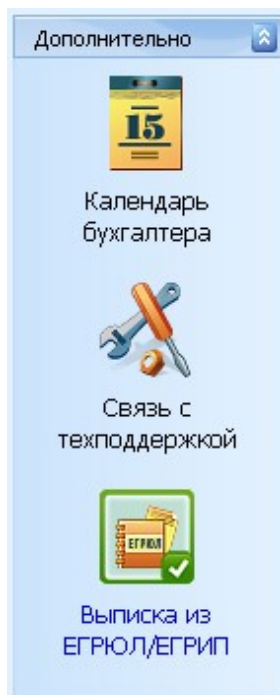 Дополнительно
15
Календарь
бухгалтера
Связь с
техподдержкой
ЕГРЮЛ
Выписка из
ЕГРЮЛ/ЕГРИП